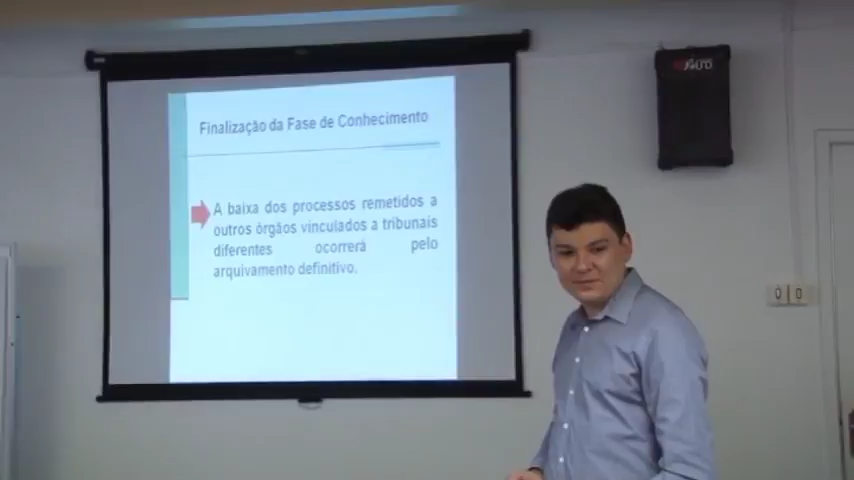 Finalização da Fase de Conhecimento
A baixa dos processos remetidos a
outros órgãos vinculados a tribunais
diferentes ocorrerá pelo
arquivamento definitivo.